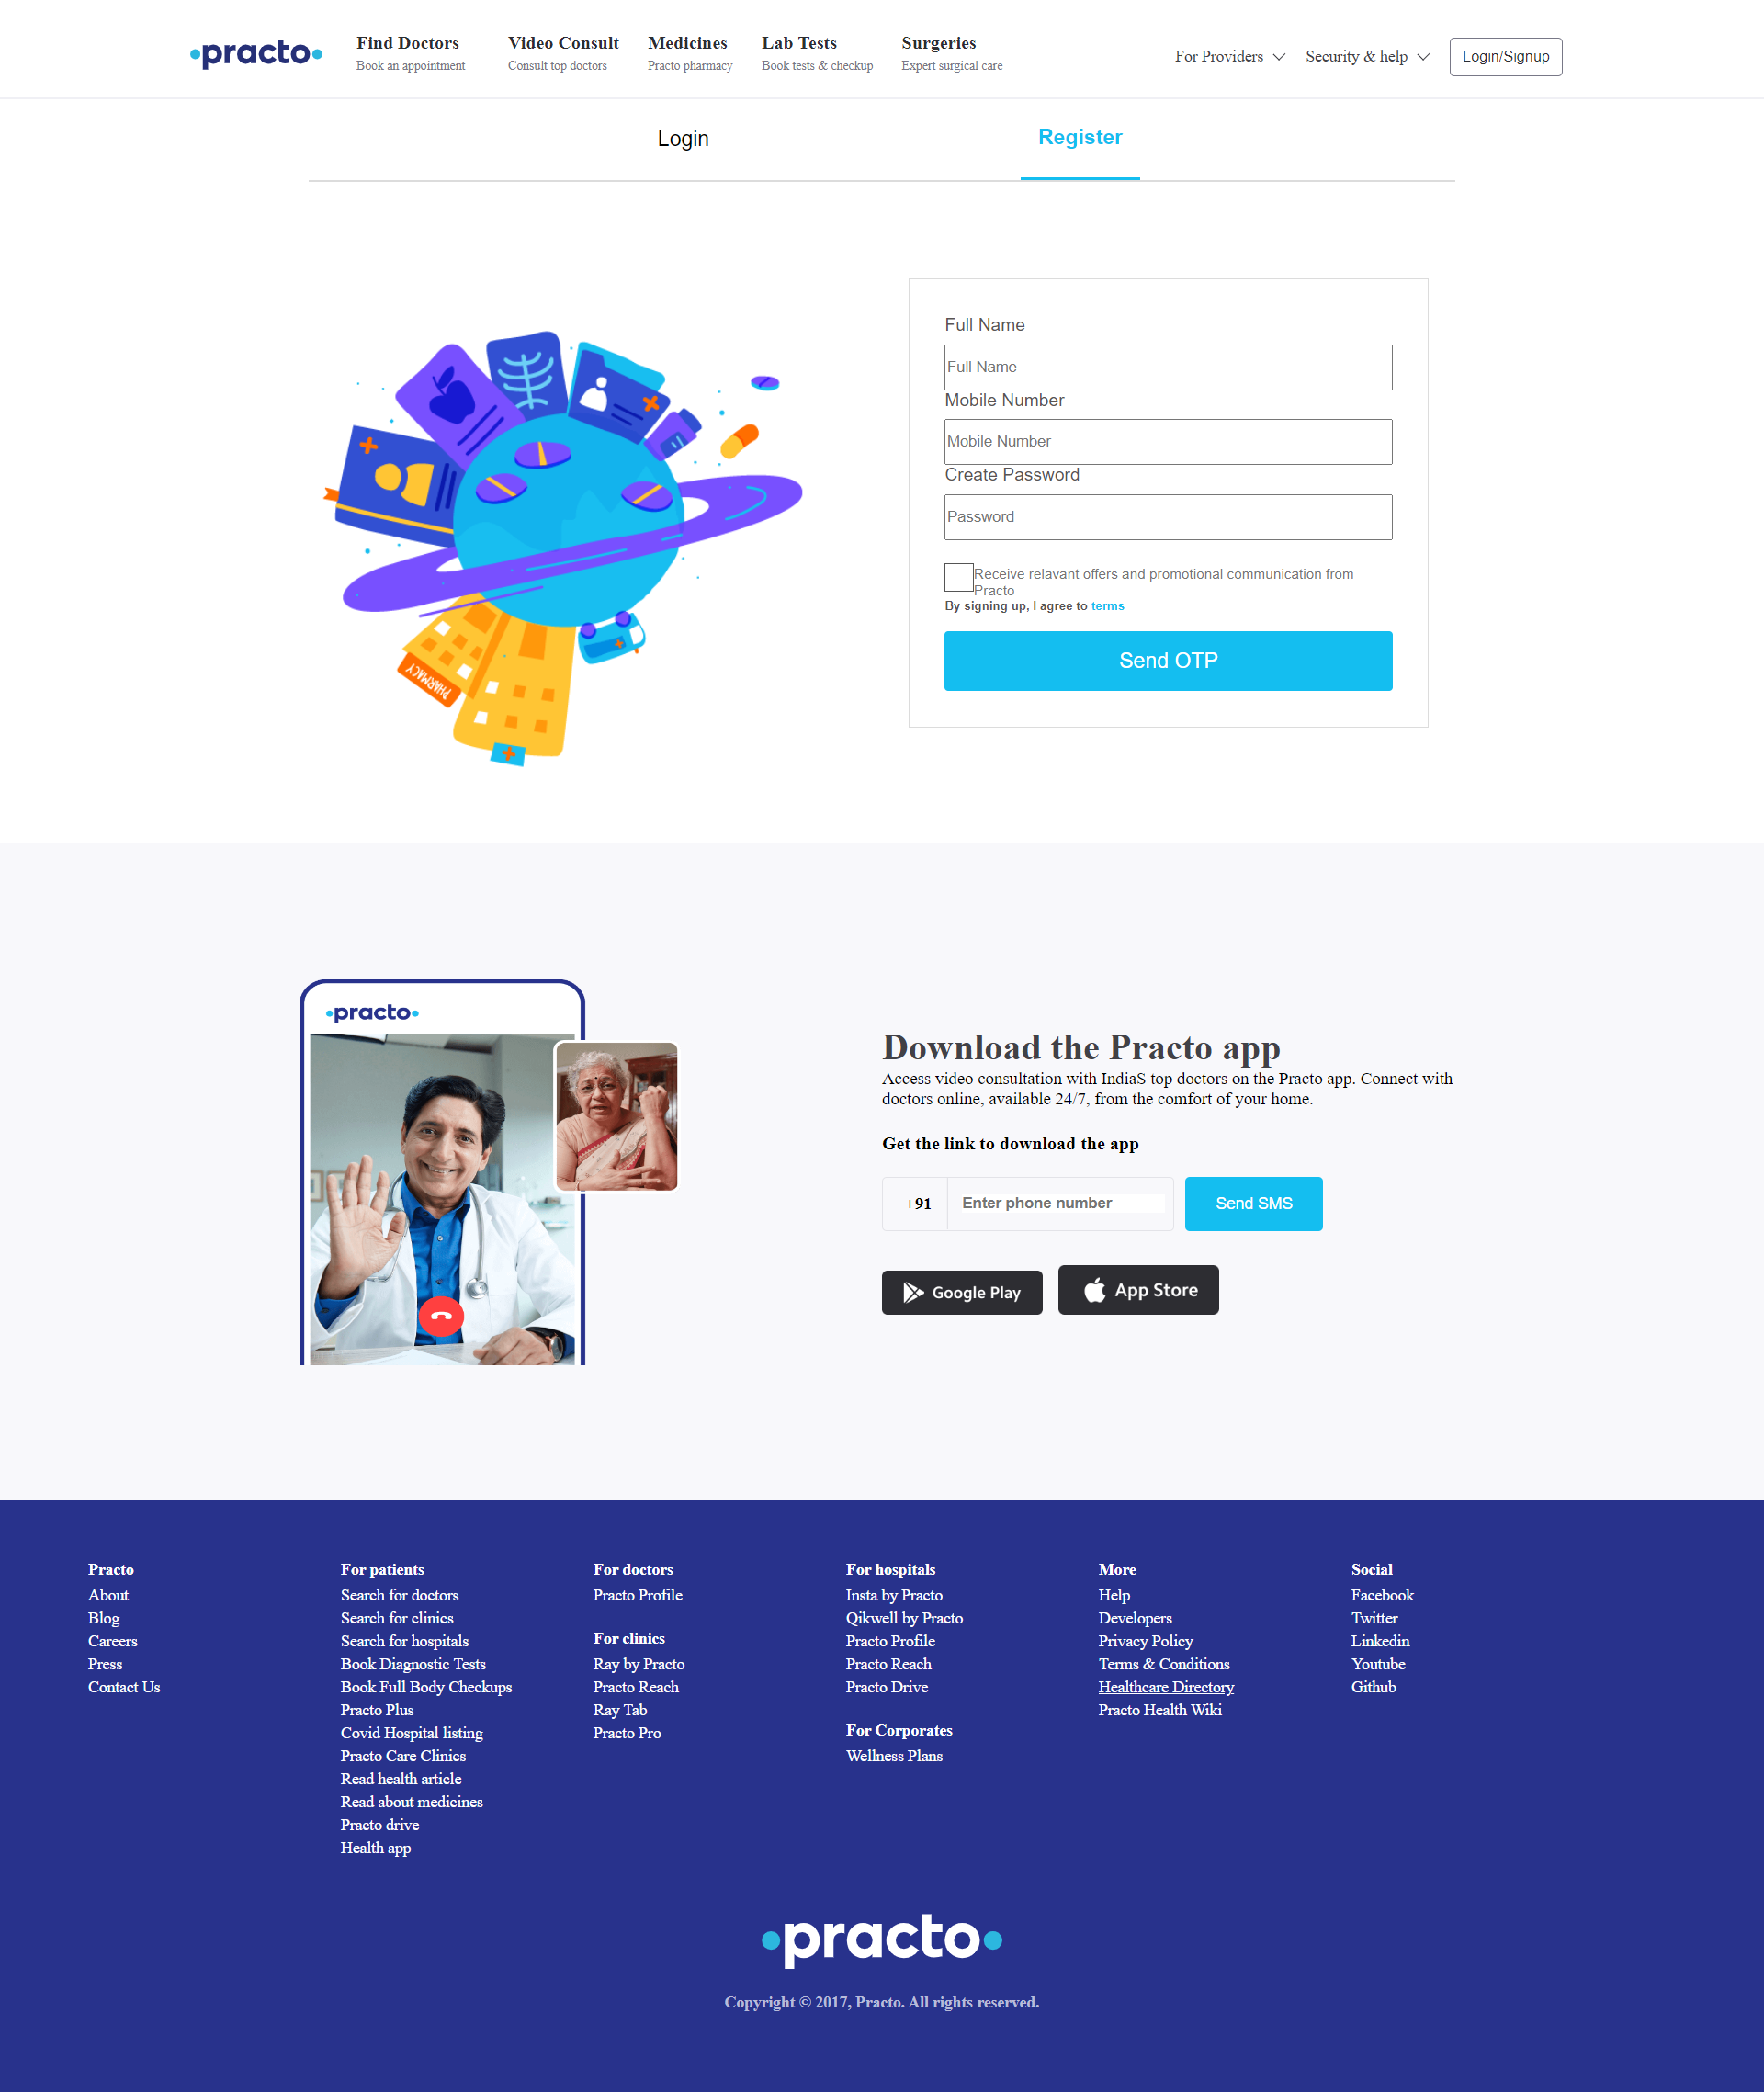 practo
Find Doctors
Book an appointment
Video Consult
Consult top doctors
Medicines
Practo pharmacy
Lab Tests
Book tests & checkup
Surgeries
Expert surgical care
For Providers
Security & help
Login/Signup
Login
Register
PHARMACY
Full Name
Full Name
Mobile Number
Mobile Number
Create Password
Password
Receive relavant offers and promotional communication from
Practo
By signing up, I agree to terms
Send OTP
practo
Download the Practo app
Access video consultation with IndiaS top doctors on the Practo app. Connect with
doctors online, available 24/7, from the comfort of your home.
Get the link to download the app
+91
Enter phone number
Send SMS
Google Play
App Store
Practo
About
Blog
Careers
Press
Contact Us
For patients
Search for doctors
Search for clinics
Search for hospitals
Book Diagnostic Tests
Book Full Body Checkups
Practo Plus
Covid Hospital listing
Practo Care Clinics
Read health article
Read about medicines
Practo drive
Health app
For doctors
Practo Profile
For clinics
Ray by Practo
Practo Reach
Ray Tab
Practo Pro
For hospitals
Insta by Practo
Qikwell by Practo
Practo Profile
Practo Reach
Practo Drive
For Corporates
Wellness Plans
More
Help
Developers
Privacy Policy
Terms & Conditions
Healthcare Directory
Practo Health Wiki
Social
Facebook
Twitter
Linkedin
Youtube
Github
practo
Copyright © 2017, Practo. All rights reserved.